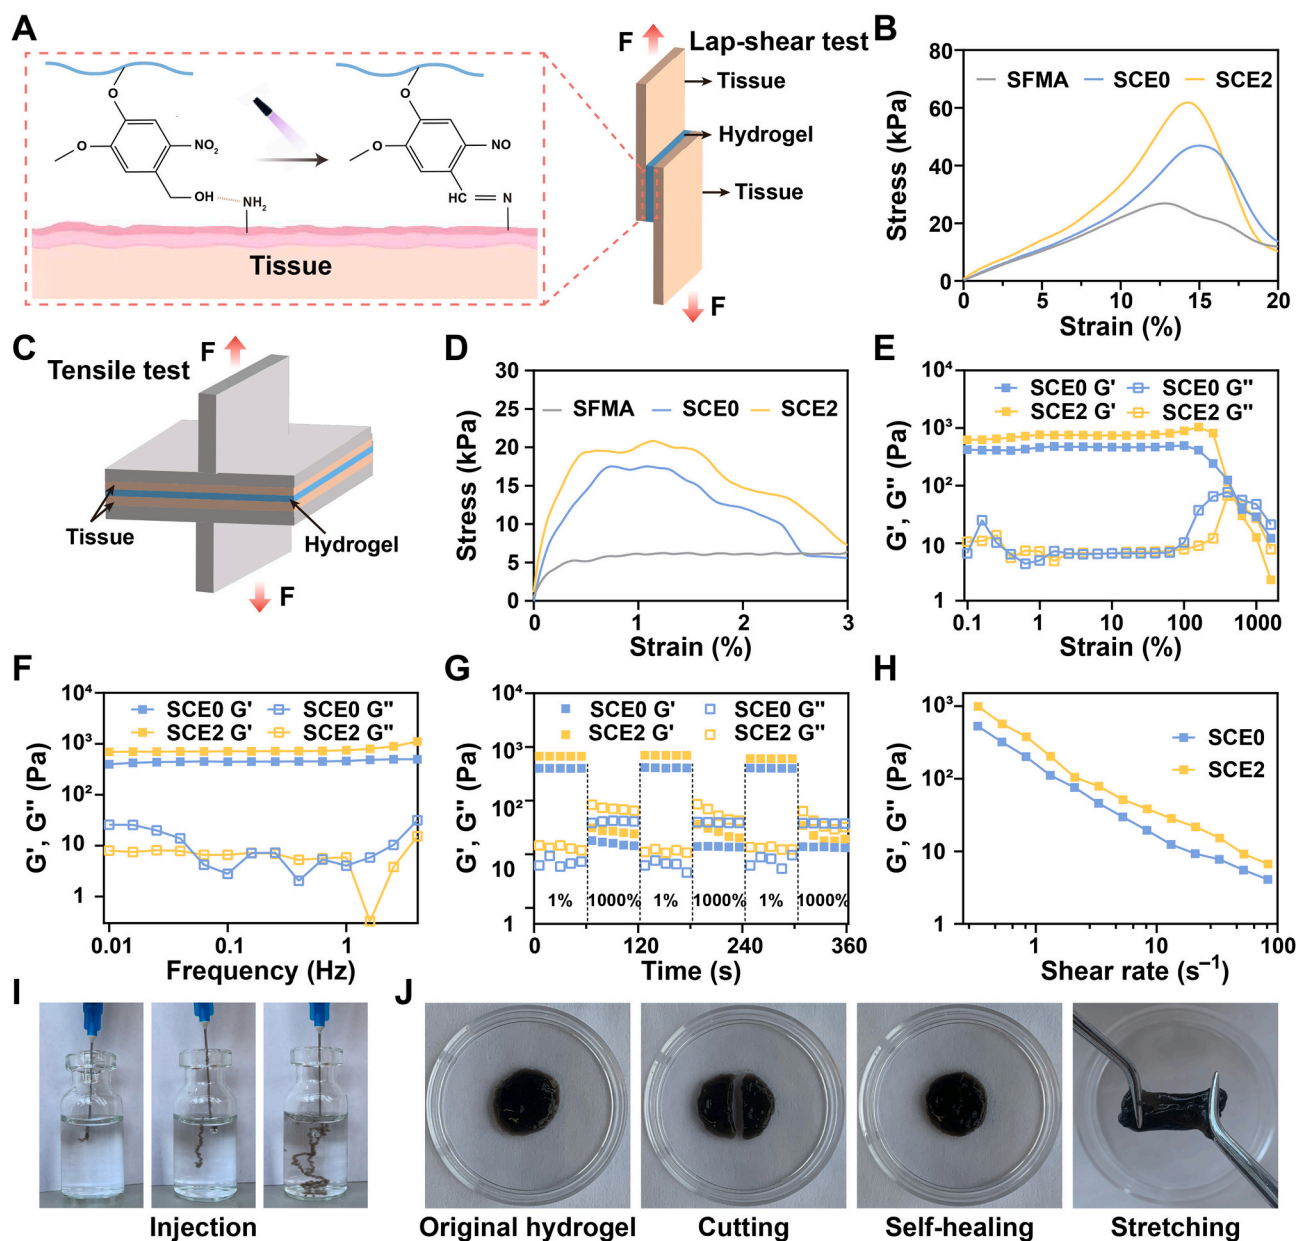 A
O
O
NO₂
OH
NH₂
O
O
NO
HC
N
Tissue
F
Lap-shear test
Tissue
Hydrogel
Tissue
F
B
SFMA SCE0 SCE2
Stress (kPa)
80
60
40
20
0
0 5 10 15 20
Strain (%)
C
Tensile test
F
Tissue
Hydrogel
F
D
SFMA SCE0 SCE2
Stress (kPa)
30
25
20
15
10
5
0
0 1 2 3
Strain (%)
E
SCE0 G' SCE0 G''
SCE2 G' SCE2 G''
G', G'' (Pa)
10⁴
10³
10²
10
1
0.1 1 10 100 1000
Strain (%)
F
SCE0 G' SCE0 G''
SCE2 G' SCE2 G''
G', G'' (Pa)
10⁴
10³
10²
10
1
0.01 0.1 1
Frequency (Hz)
G
SCE0 G' SCE0 G''
SCE2 G' SCE2 G''
G', G'' (Pa)
10⁴
10³
10²
10
1
1% 1000% 1% 1000% 1% 1000%
0 120 240 360
Time (s)
H
SCE0
SCE2
G', G'' (Pa)
10³
10²
10
1
1 10 100
Shear rate (s⁻¹)
I
Injection
J
Original hydrogel
Cutting
Self-healing
Stretching